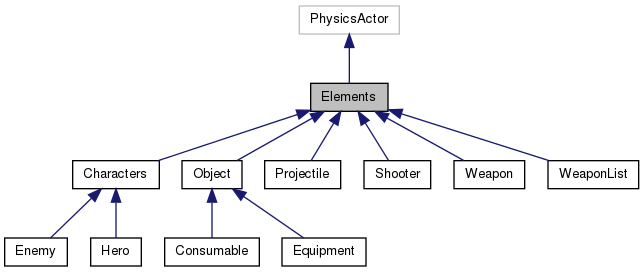 PhysicsActor
Elements
Characters
Object
Projectile
Shooter
Weapon
WeaponList
Enemy
Hero
Consumable
Equipment